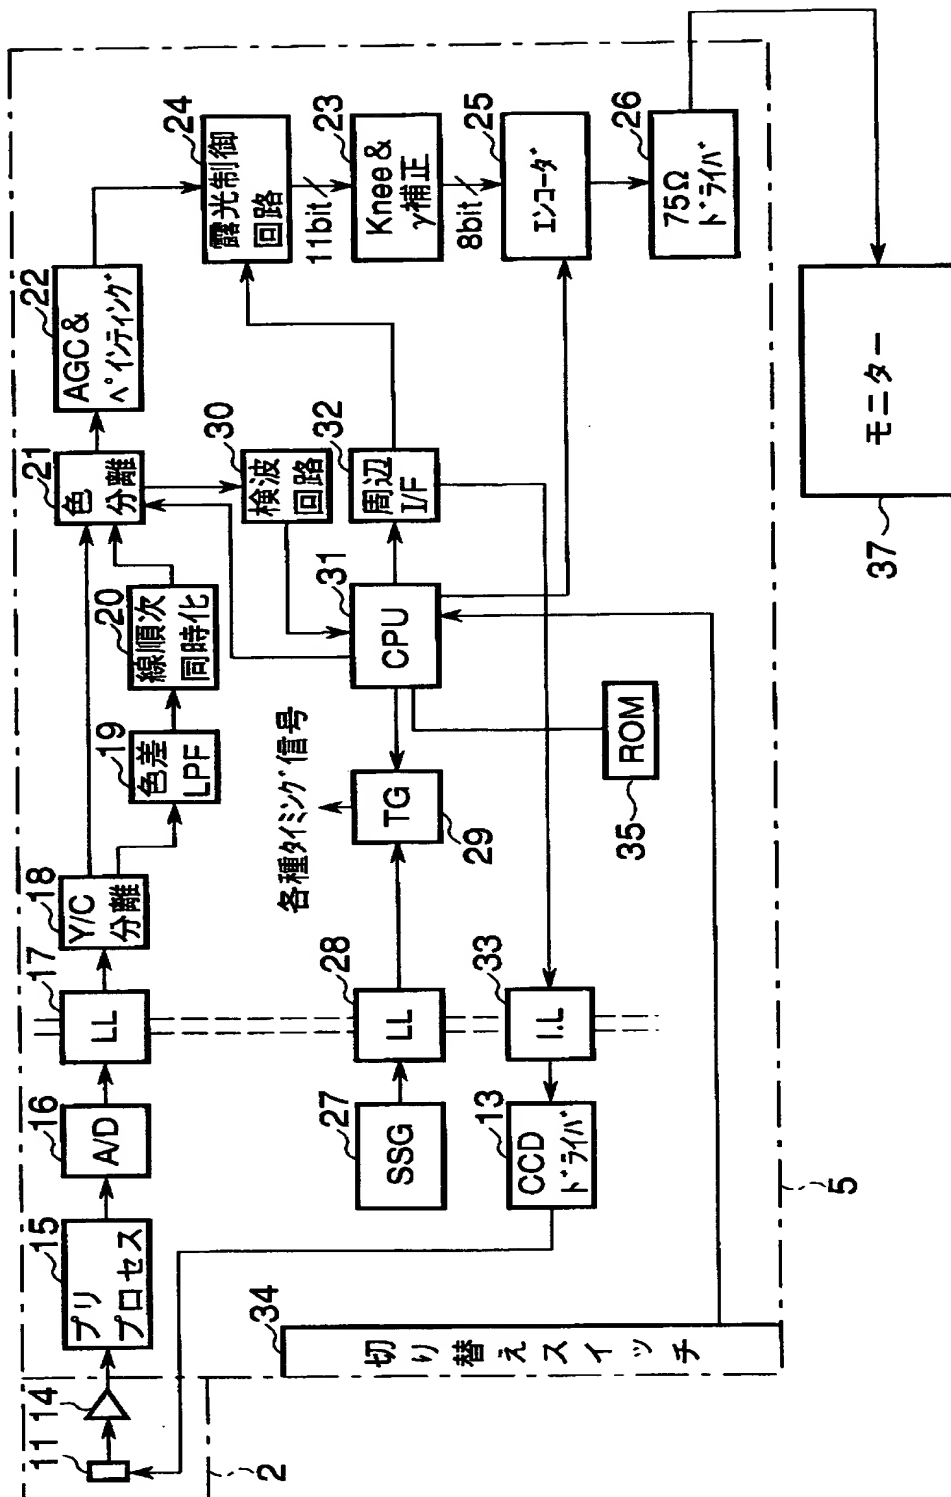 11
14
15
プリ
プロセス
16
A/D
17
LL
18
Y/C
分離
19
色差
LPF
20
線順次
同時化
21
色
分離
22
AGC&
ペインティング
24
露光制御
回路
11bit
23
Knee&
γ補正
8bit
25
エンコーダ
26
75Ω
ドライバ
30
検波
回路
32
周辺
I/F
31
CPU
各種タイミング信号
TG
29
28
LL
27
SSG
33
I.L
13
CCD
ドライバ
ROM
35
34
切り替えスイッチ
2
5
モニター
37